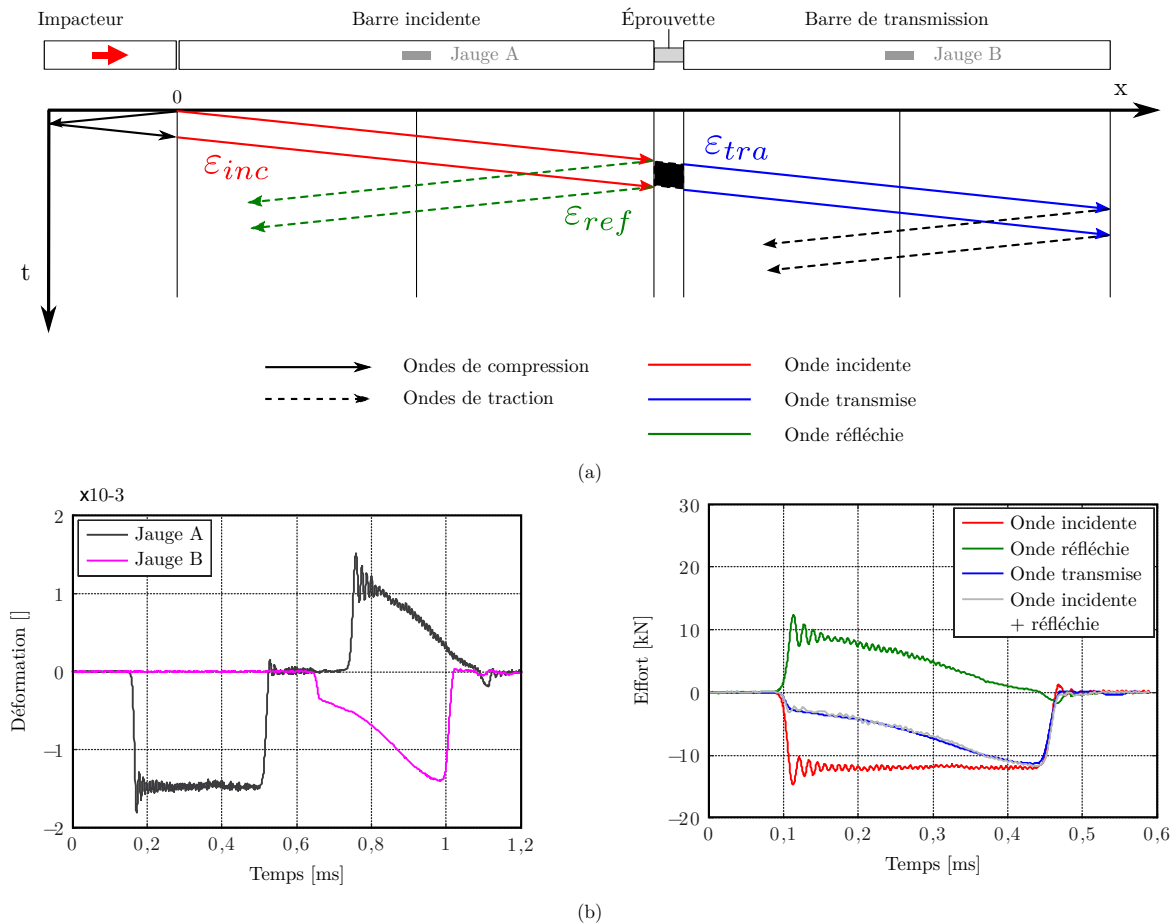 Impacteur
Barre incidente
Éprouvette
Barre de transmission
Jauge A
Jauge B
0
x
ε_inc
ε_tra
ε_ref
t
Ondes de compression
Onde incidente
Ondes de traction
Onde transmise
Onde réfléchie
(a)
x10-3
2
1
0
−1
−2
Jauge A
Jauge B
Déformation []
0
0,2
0,4
0,6
0,8
1
1,2
Temps [ms]
30
20
10
0
−10
−20
Onde incidente
Onde réfléchie
Onde transmise
Onde incidente
+ réfléchie
Effort [kN]
0
0,1
0,2
0,3
0,4
0,5
0,6
Temps [ms]
(b)